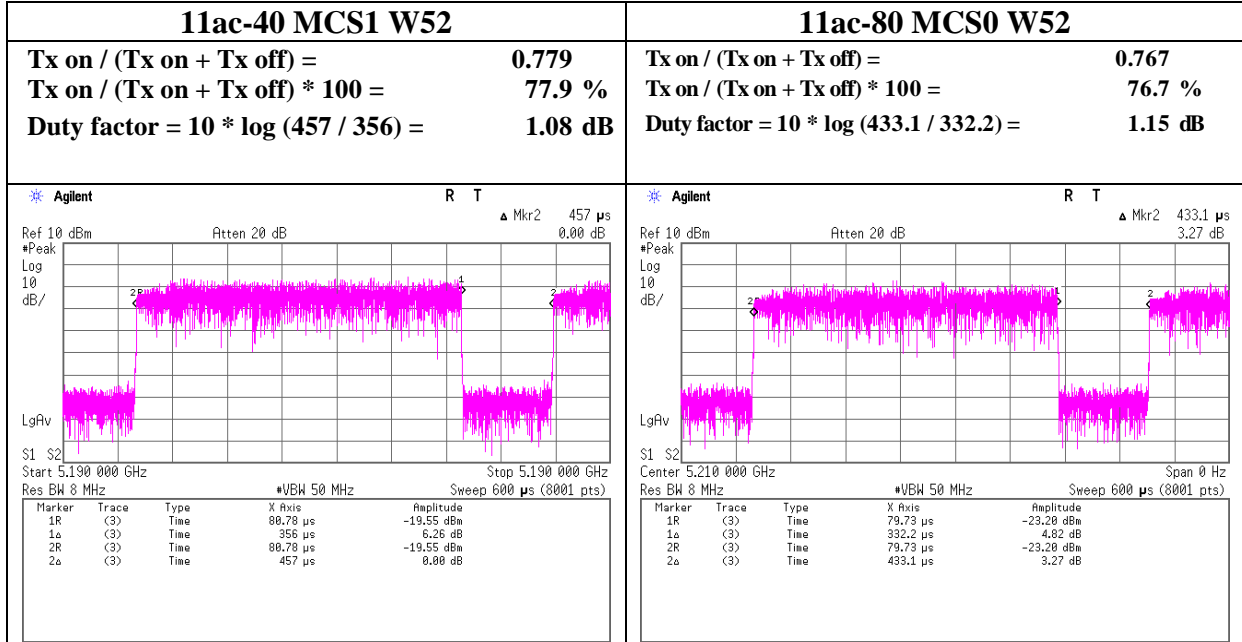 11ac-40 MCS1 W52
Tx on / (Tx on + Tx off) = 0.779
Tx on / (Tx on + Tx off) * 100 = 77.9 %
Duty factor = 10 * log (457 / 356) = 1.08 dB
Agilent R T
Δ Mkr2 457 µs
Ref 10 dBm Atten 20 dB 0.00 dB
#Peak
Log
10
dB/
2R
1
2
LgAv
S1 S2
Start 5.190 000 GHz Stop 5.190 000 GHz
Res BW 8 MHz #VBW 50 MHz Sweep 600 µs (8001 pts)
Marker Trace Type X Axis Amplitude
1R (3) Time 80.78 µs -19.55 dBm
1Δ (3) Time 356 µs 6.26 dB
2R (3) Time 80.78 µs -19.55 dBm
2Δ (3) Time 457 µs 0.00 dB
11ac-80 MCS0 W52
Tx on / (Tx on + Tx off) = 0.767
Tx on / (Tx on + Tx off) * 100 = 76.7 %
Duty factor = 10 * log (433.1 / 332.2) = 1.15 dB
Agilent R T
Δ Mkr2 433.1 µs
Ref 10 dBm Atten 20 dB 3.27 dB
#Peak
Log
10
dB/
2
1
2
LgAv
S1 S2
Center 5.210 000 GHz Span 0 Hz
Res BW 8 MHz #VBW 50 MHz Sweep 600 µs (8001 pts)
Marker Trace Type X Axis Amplitude
1R (3) Time 79.73 µs -23.20 dBm
1Δ (3) Time 332.2 µs 4.82 dB
2R (3) Time 79.73 µs -23.20 dBm
2Δ (3) Time 433.1 µs 3.27 dB